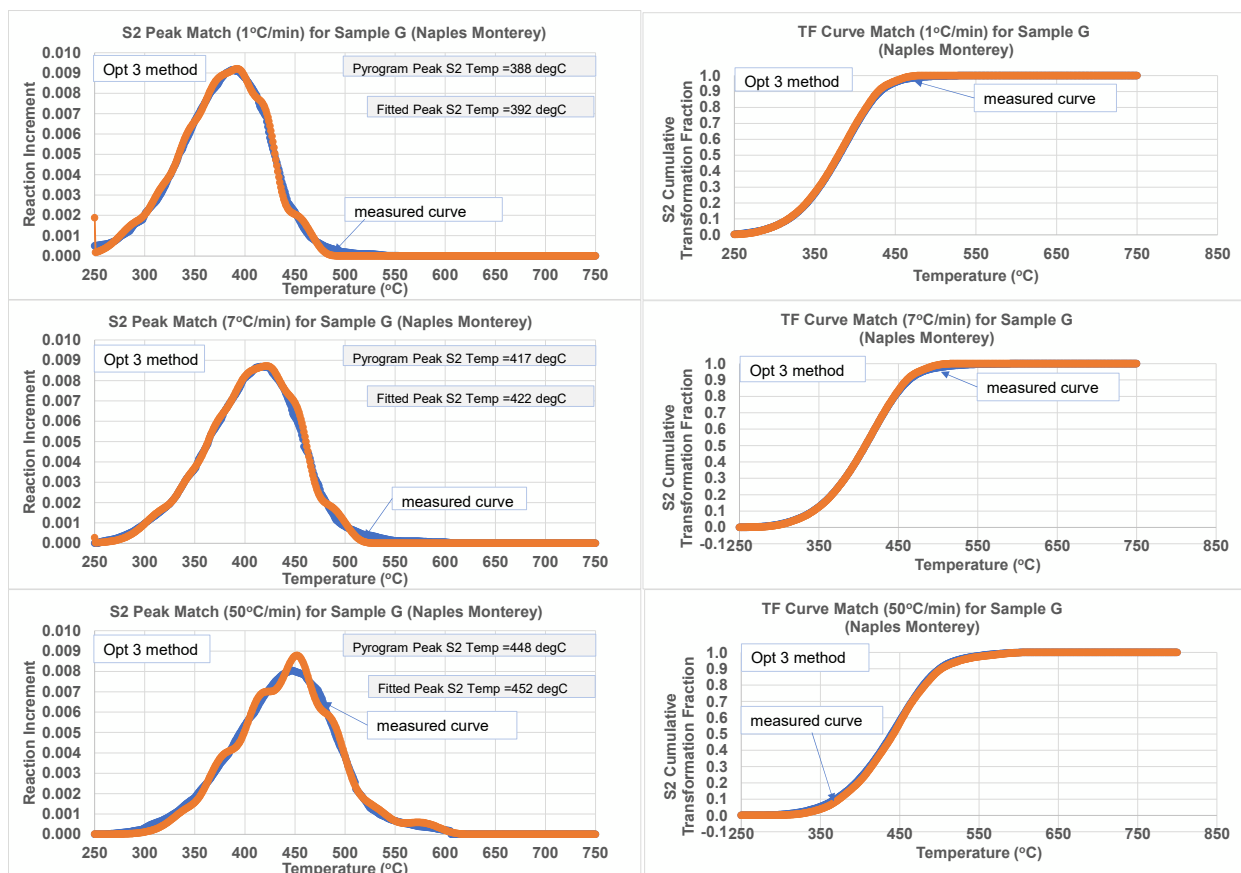 S2 Peak Match (1°C/min) for Sample G (Naples Monterey)
Opt 3 method
Pyrogram Peak S2 Temp =388 degC
Fitted Peak S2 Temp =392 degC
measured curve
Reaction Increment
0.010
0.009
0.008
0.007
0.006
0.005
0.004
0.003
0.002
0.001
0.000
250 300 350 400 450 500 550 600 650 700 750
Temperature (°C)
TF Curve Match (1°C/min) for Sample G
(Naples Monterey)
Opt 3 method
measured curve
S2 Cumulative
Transformation Fraction
1.0
0.9
0.8
0.7
0.6
0.5
0.4
0.3
0.2
0.1
0.0
250 350 450 550 650 750 850
Temperature (°C)
S2 Peak Match (7°C/min) for Sample G (Naples Monterey)
Opt 3 method
Pyrogram Peak S2 Temp =417 degC
Fitted Peak S2 Temp =422 degC
measured curve
Reaction Increment
0.010
0.009
0.008
0.007
0.006
0.005
0.004
0.003
0.002
0.001
0.000
250 300 350 400 450 500 550 600 650 700 750
Temperature (°C)
TF Curve Match (7°C/min) for Sample G
(Naples Monterey)
Opt 3 method
measured curve
S2 Cumulative
Transformation Fraction
1.0
0.9
0.8
0.7
0.6
0.5
0.4
0.3
0.2
0.1
0.0
-0.1
250 350 450 550 650 750 850
Temperature (°C)
S2 Peak Match (50°C/min) for Sample G (Naples Monterey)
Opt 3 method
Pyrogram Peak S2 Temp =448 degC
Fitted Peak S2 Temp =452 degC
measured curve
Reaction Increment
0.010
0.009
0.008
0.007
0.006
0.005
0.004
0.003
0.002
0.001
0.000
250 300 350 400 450 500 550 600 650 700 750
Temperature (°C)
TF Curve Match (50°C/min) for Sample G
(Naples Monterey)
Opt 3 method
measured curve
S2 Cumulative
Transformation Fraction
1.0
0.9
0.8
0.7
0.6
0.5
0.4
0.3
0.2
0.1
0.0
-0.1
250 350 450 550 650 750 850
Temperature (°C)